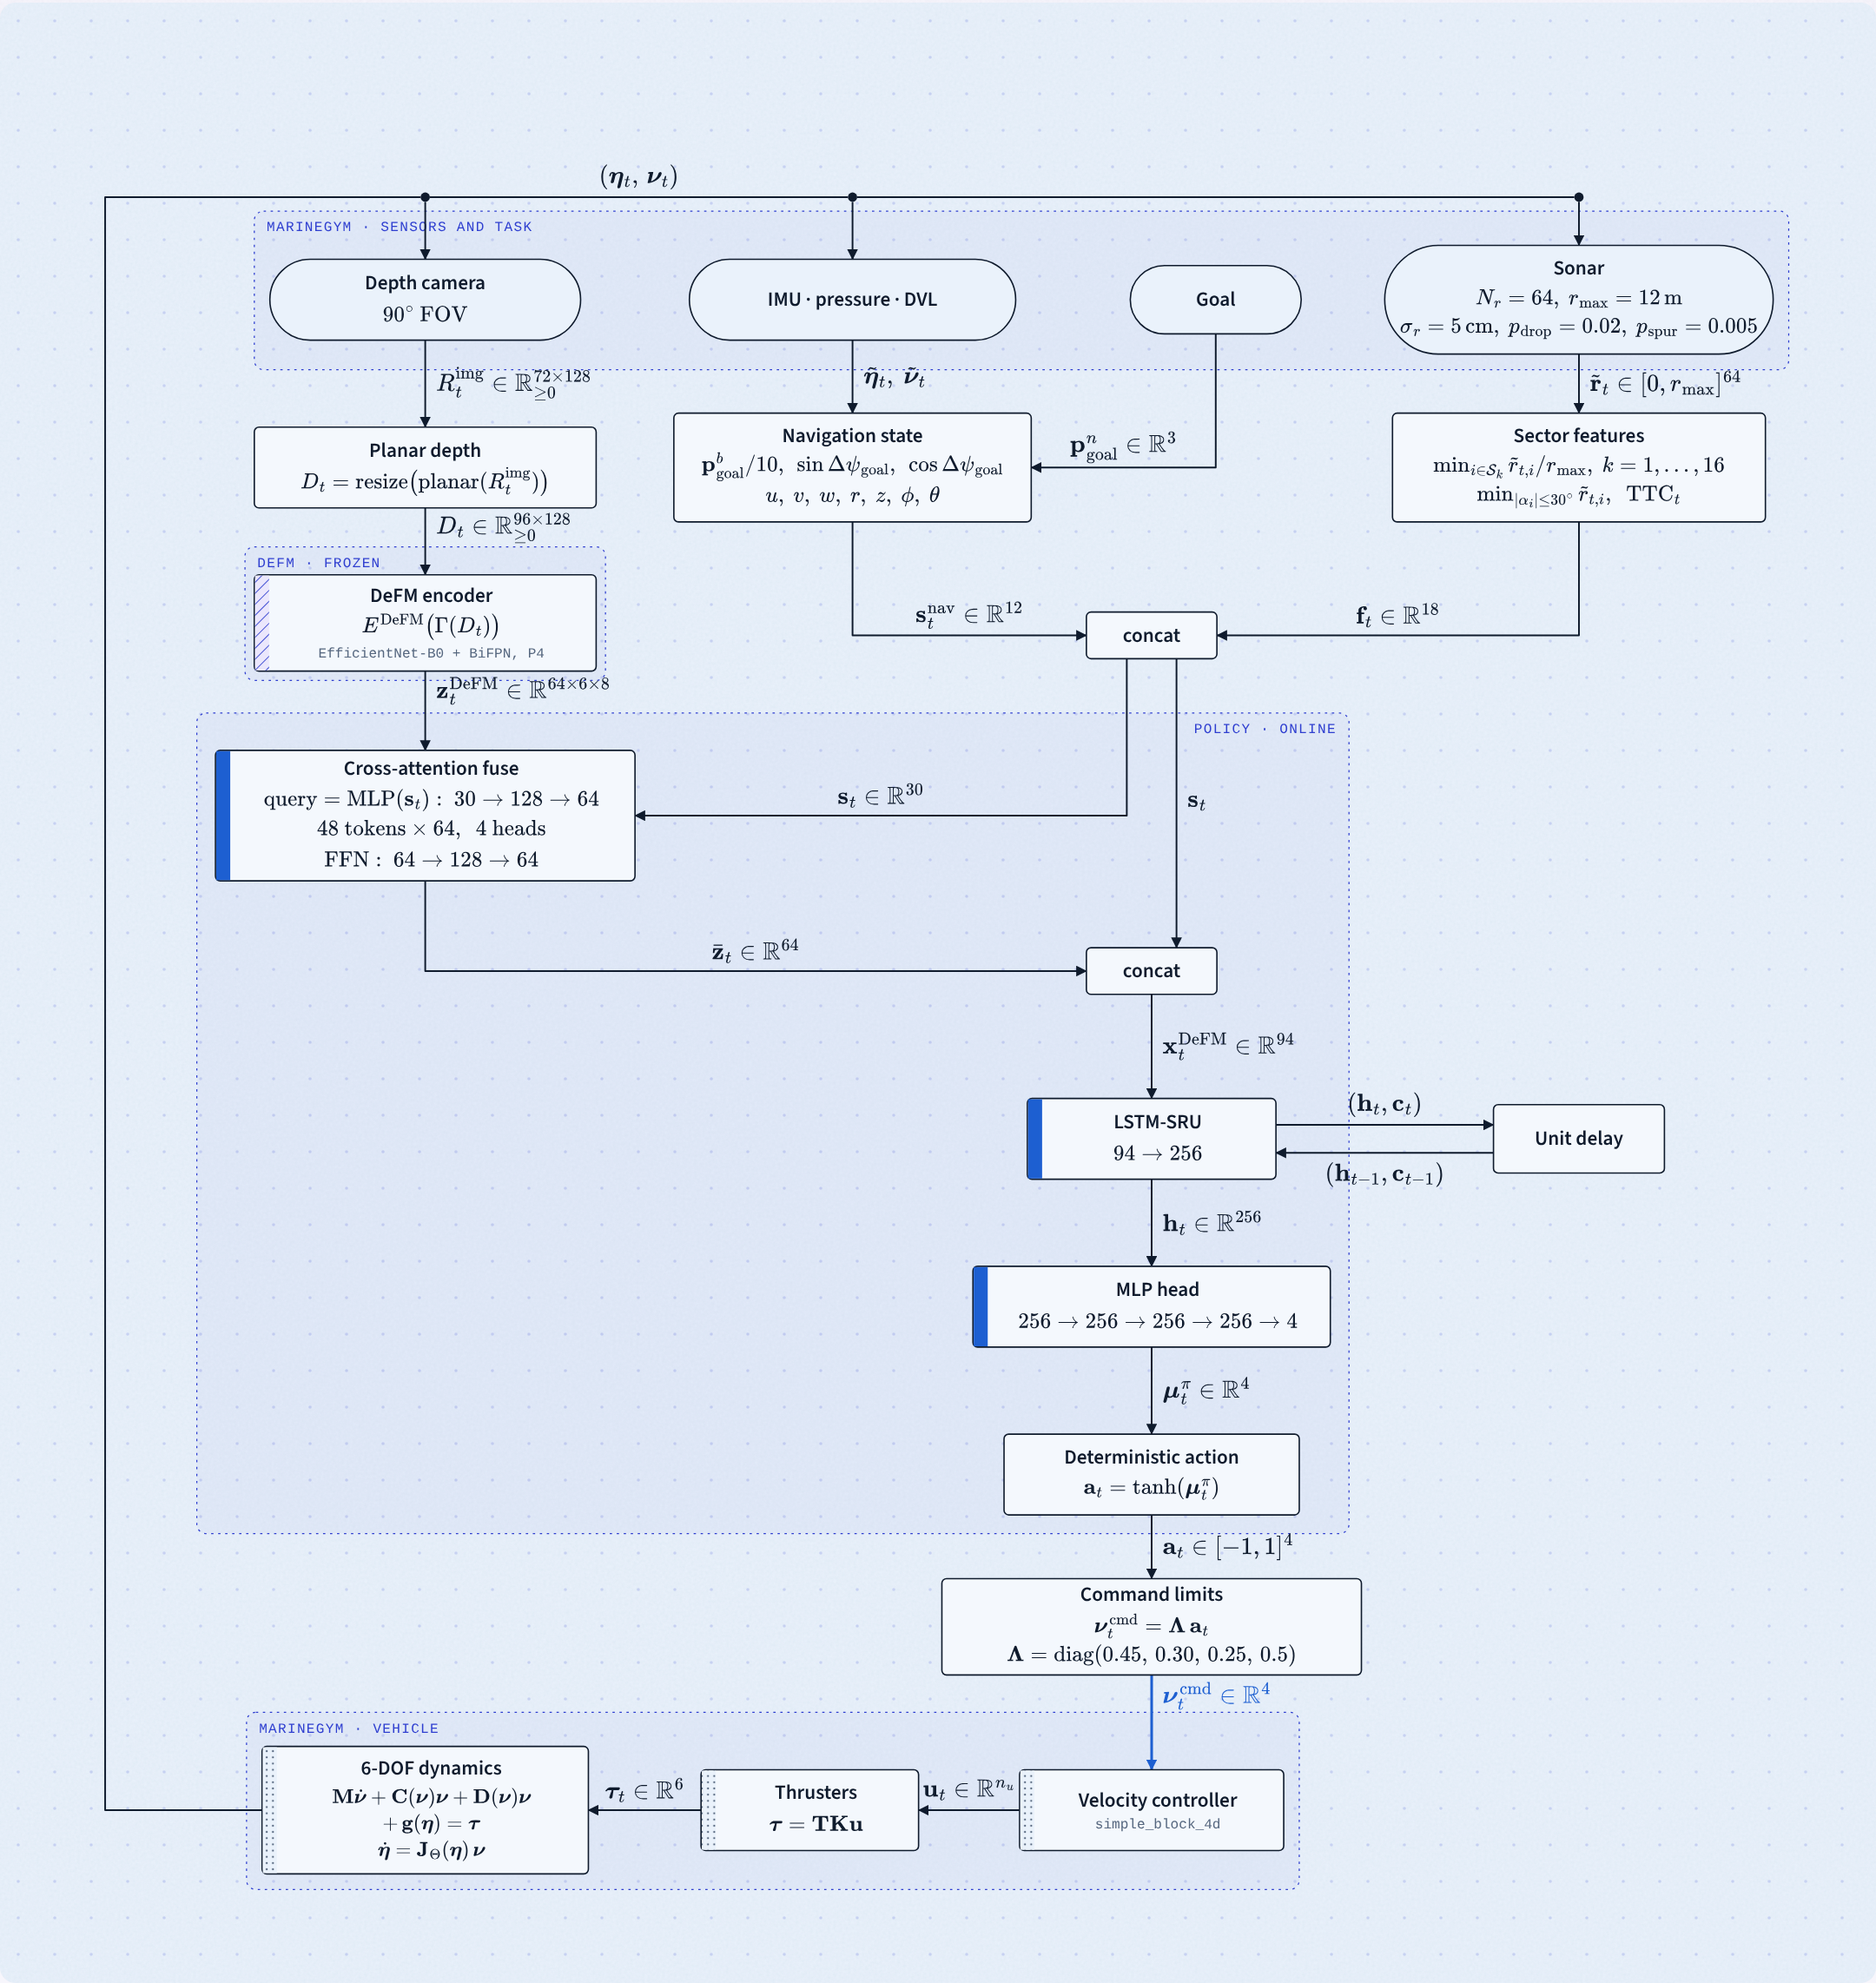 (η_t, ν_t)
MARINEGYM · SENSORS AND TASK
Depth camera
90° FOV
IMU · pressure · DVL
Goal
Sonar
N_r = 64, r_max = 12 m
σ_r = 5 cm, p_drop = 0.02, p_spur = 0.005
R_t^img ∈ ℝ_≥0^{72×128}
η̃_t, ν̃_t
r̃_t ∈ [0, r_max]^64
Planar depth
D_t = resize(planar(R_t^img))
Navigation state
p_goal^b/10, sin Δψ_goal, cos Δψ_goal
u, v, w, r, z, ϕ, θ
p_goal^n ∈ ℝ^3
Sector features
min_{i∈S_k} r̃_{t,i}/r_max, k = 1, …, 16
min_{|α_i|≤30°} r̃_{t,i}, TTC_t
D_t ∈ ℝ_≥0^{96×128}
DEFM · FROZEN
DeFM encoder
E^DeFM(Γ(D_t))
EfficientNet-B0 + BiFPN, P4
s_t^nav ∈ ℝ^12
concat
f_t ∈ ℝ^18
z_t^DeFM ∈ ℝ^{64×6×8}
POLICY · ONLINE
Cross-attention fuse
query = MLP(s_t) : 30 → 128 → 64
48 tokens × 64, 4 heads
FFN : 64 → 128 → 64
s_t ∈ ℝ^30
s_t
z̄_t ∈ ℝ^64
concat
x_t^DeFM ∈ ℝ^94
LSTM-SRU
94 → 256
(h_t, c_t)
(h_{t−1}, c_{t−1})
Unit delay
h_t ∈ ℝ^256
MLP head
256 → 256 → 256 → 256 → 4
μ_t^π ∈ ℝ^4
Deterministic action
a_t = tanh(μ_t^π)
a_t ∈ [−1, 1]^4
Command limits
ν_t^cmd = Λ a_t
Λ = diag(0.45, 0.30, 0.25, 0.5)
ν_t^cmd ∈ ℝ^4
MARINEGYM · VEHICLE
6-DOF dynamics
Mν̇ + C(ν)ν + D(ν)ν
+ g(η) = τ
η̇ = J_Θ(η) ν
τ_t ∈ ℝ^6
Thrusters
τ = TKu
u_t ∈ ℝ^{n_u}
Velocity controller
simple_block_4d